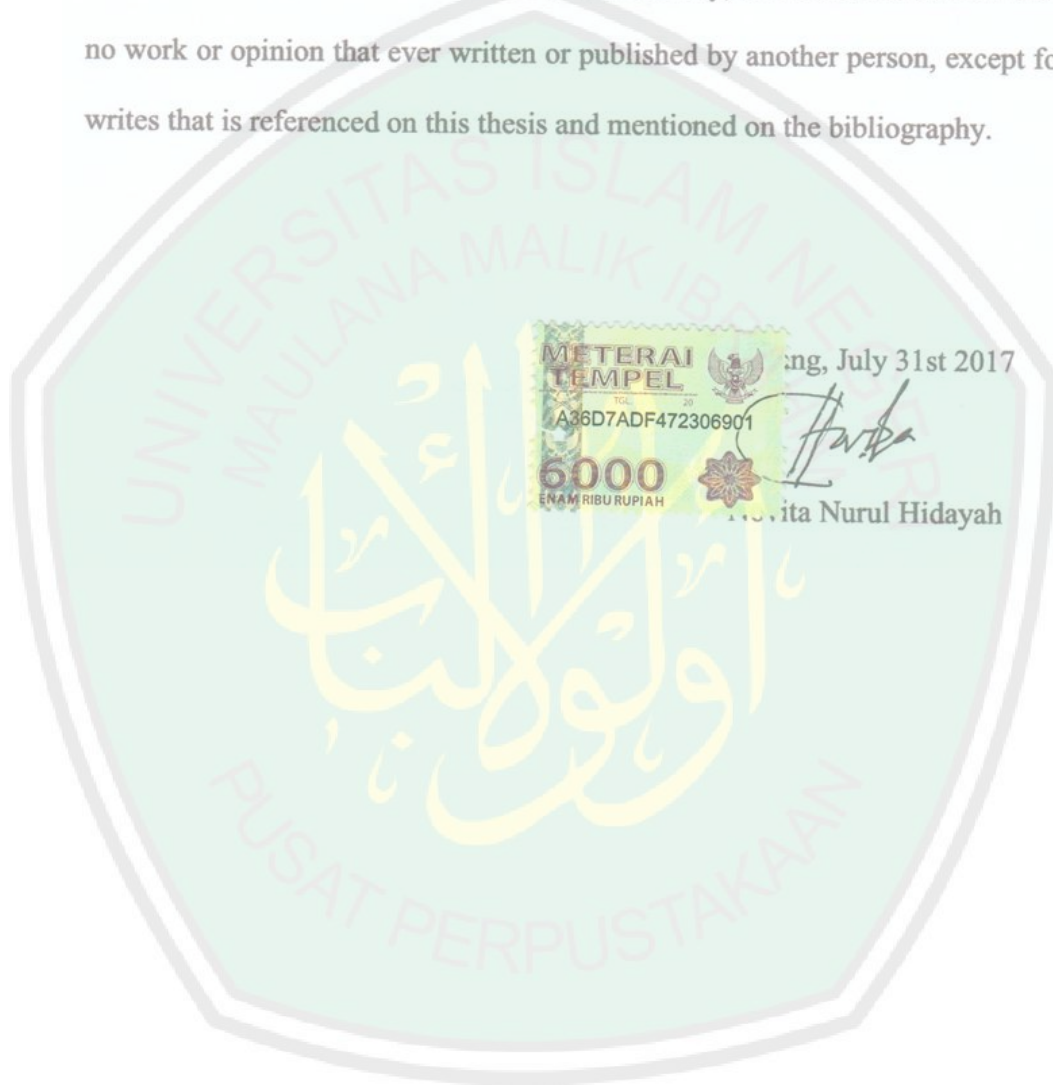 no work or opinion that ever written or published by another person, except fo
writes that is referenced on this thesis and mentioned on the bibliography.
UNIVERSITAS ISLAM NEGERI
MAULANA MALIK IBRAHIM
METERAI
TEMPEL
TGL. 20
A36D7ADF472306901
6000
ENAM RIBU RUPIAH
ng, July 31st 2017
ita Nurul Hidayah
أولوا الألباب
PUSAT PERPUSTAKAAN